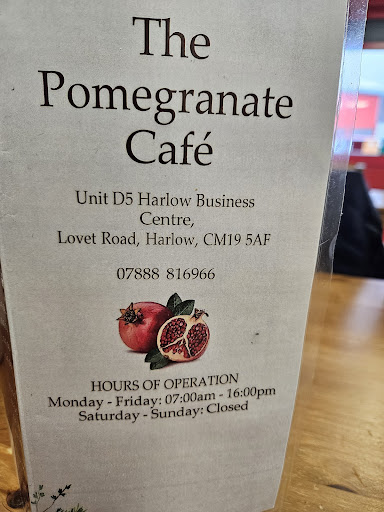 The
Pomegranate
Café
Unit D5 Harlow Business
Centre,
Lovet Road, Harlow, CM19 5AF
07888 816966
HOURS OF OPERATION
Monday - Friday: 07:00am - 16:00pm
Saturday - Sunday: Closed